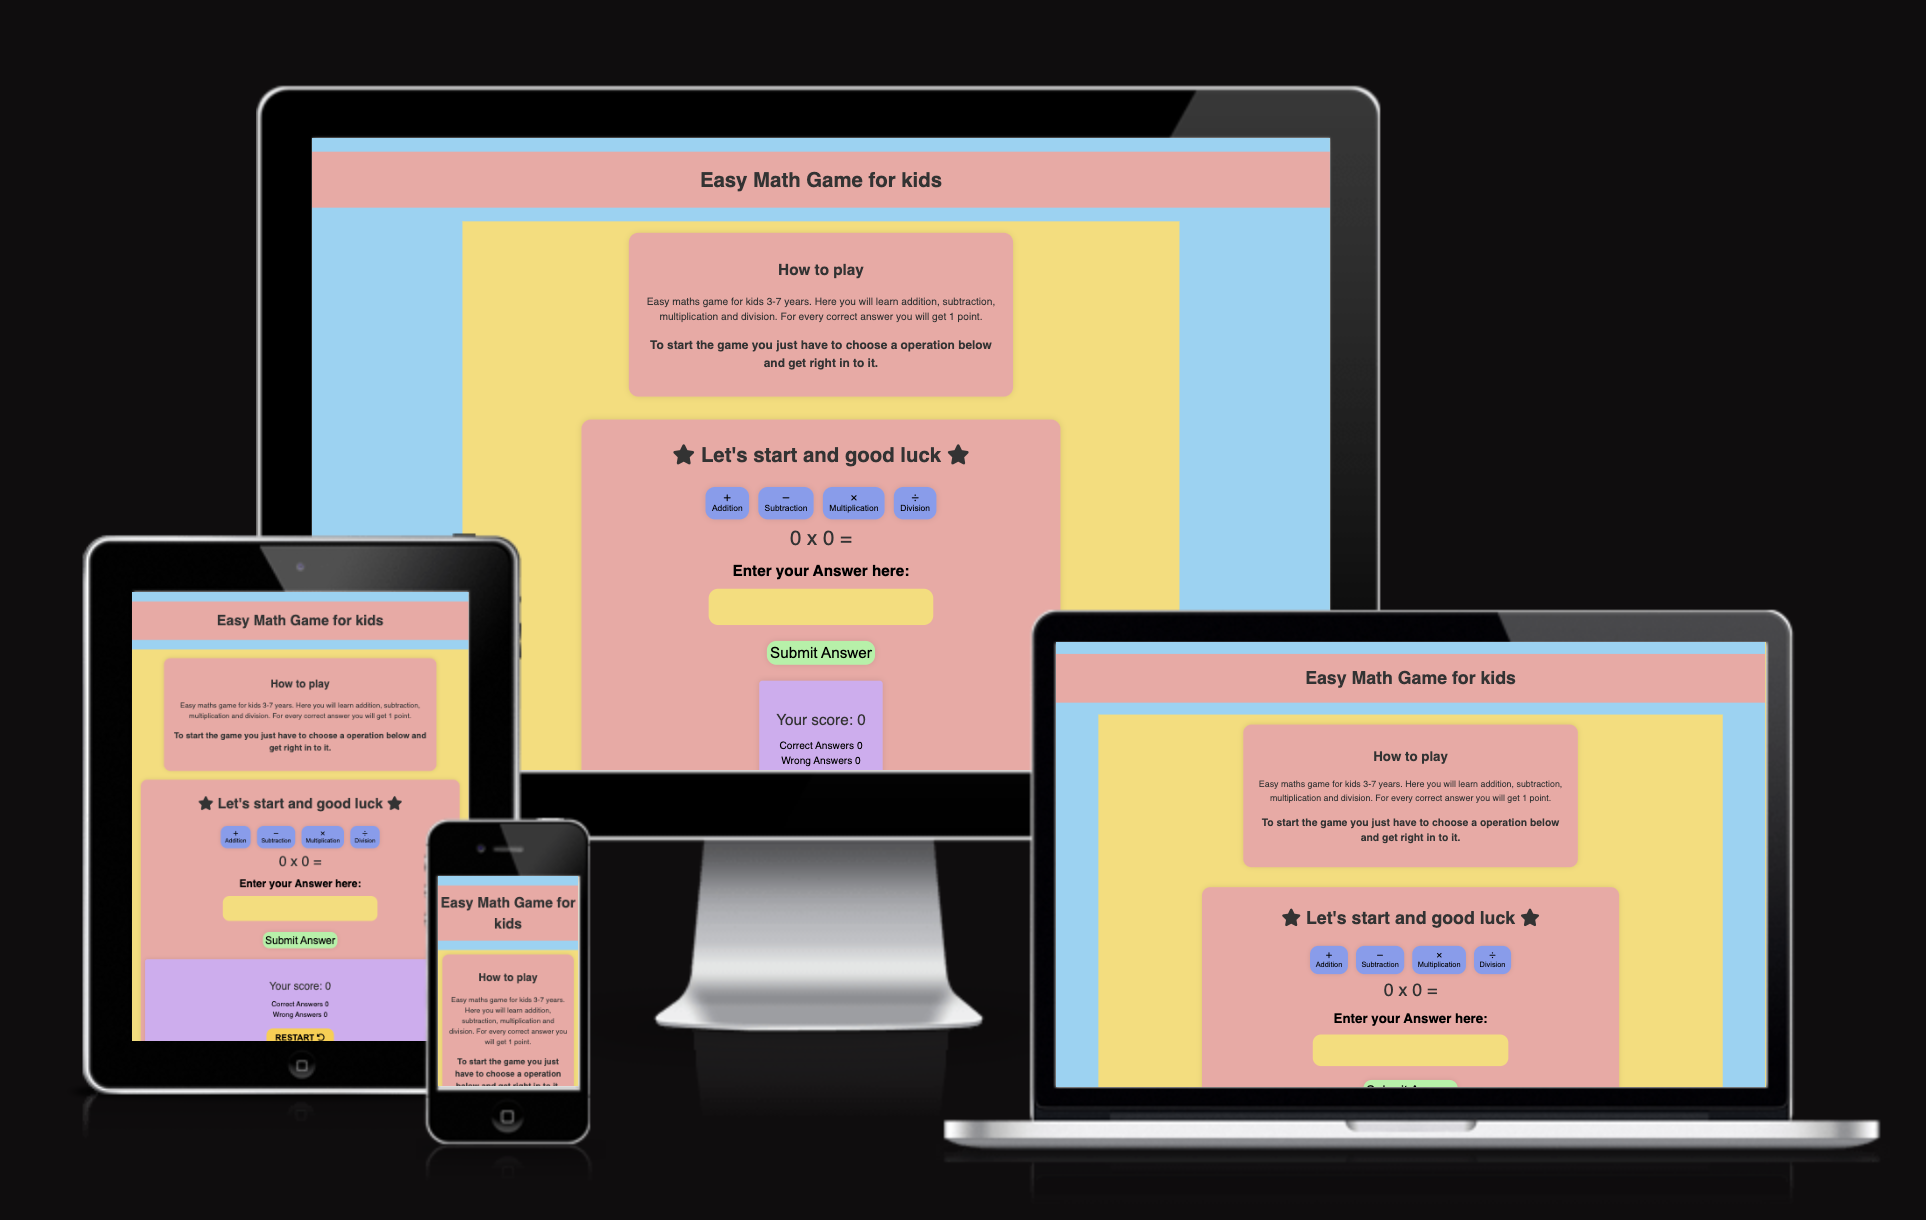 Easy Math Game for kids
How to play
Easy maths game for kids 3-7 years. Here you will learn addition, subtraction,
multiplication and division. For every correct answer you will get 1 point.
To start the game you just have to choose a operation below
and get right in to it.
★ Let's start and good luck ★
+ − × ÷
Addition Subtraction Multiplication Division
0 x 0 =
Enter your Answer here:
Submit Answer
Your score: 0
Correct Answers 0
Wrong Answers 0
Easy Math Game for kids
How to play
Easy maths game for kids 3-7 years. Here you will learn addition, subtraction,
multiplication and division. For every correct answer you will get 1 point.
To start the game you just have to choose a operation below and
get right in to it.
★ Let's start and good luck ★
+ − × ÷
Addition Subtraction Multiplication Division
0 x 0 =
Enter your Answer here:
Submit Answer
Your score: 0
Correct Answers 0
Wrong Answers 0
RESTART
Easy Math Game for
kids
How to play
Easy maths game for kids 3-7 years.
Here you will learn addition,
subtraction, multiplication and
division. For every correct answer you
will get 1 point.
To start the game you just
have to choose a operation
below and get right in to it.
Easy Math Game for kids
How to play
Easy maths game for kids 3-7 years. Here you will learn addition, subtraction,
multiplication and division. For every correct answer you will get 1 point.
To start the game you just have to choose a operation below
and get right in to it.
★ Let's start and good luck ★
+ − × ÷
Addition Subtraction Multiplication Division
0 x 0 =
Enter your Answer here:
Submit Answer